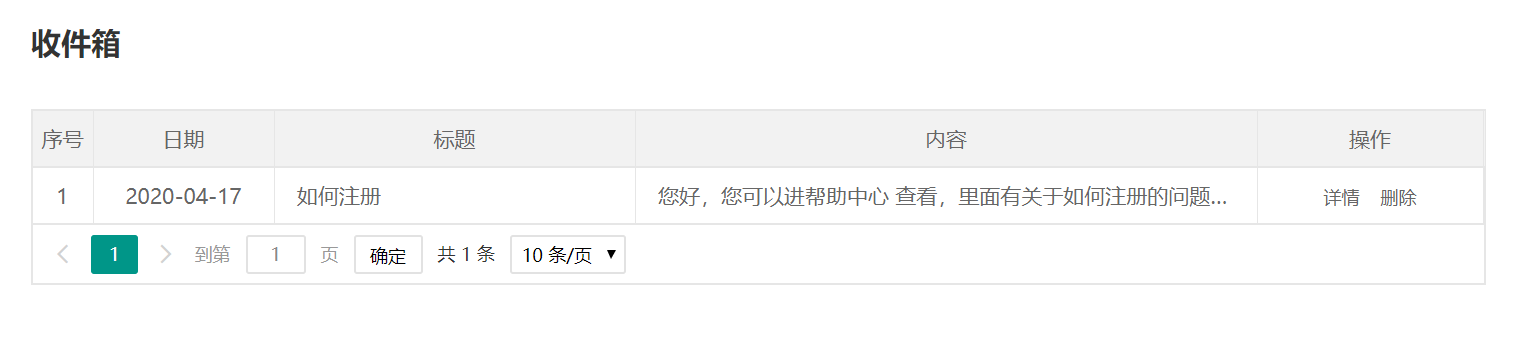 收件箱
序号 日期 标题 内容 操作
1 2020-04-17 如何注册 您好，您可以进帮助中心 查看，里面有关于如何注册的问题... 详情 删除
1 到第 1 页 确定 共 1 条 10 条/页